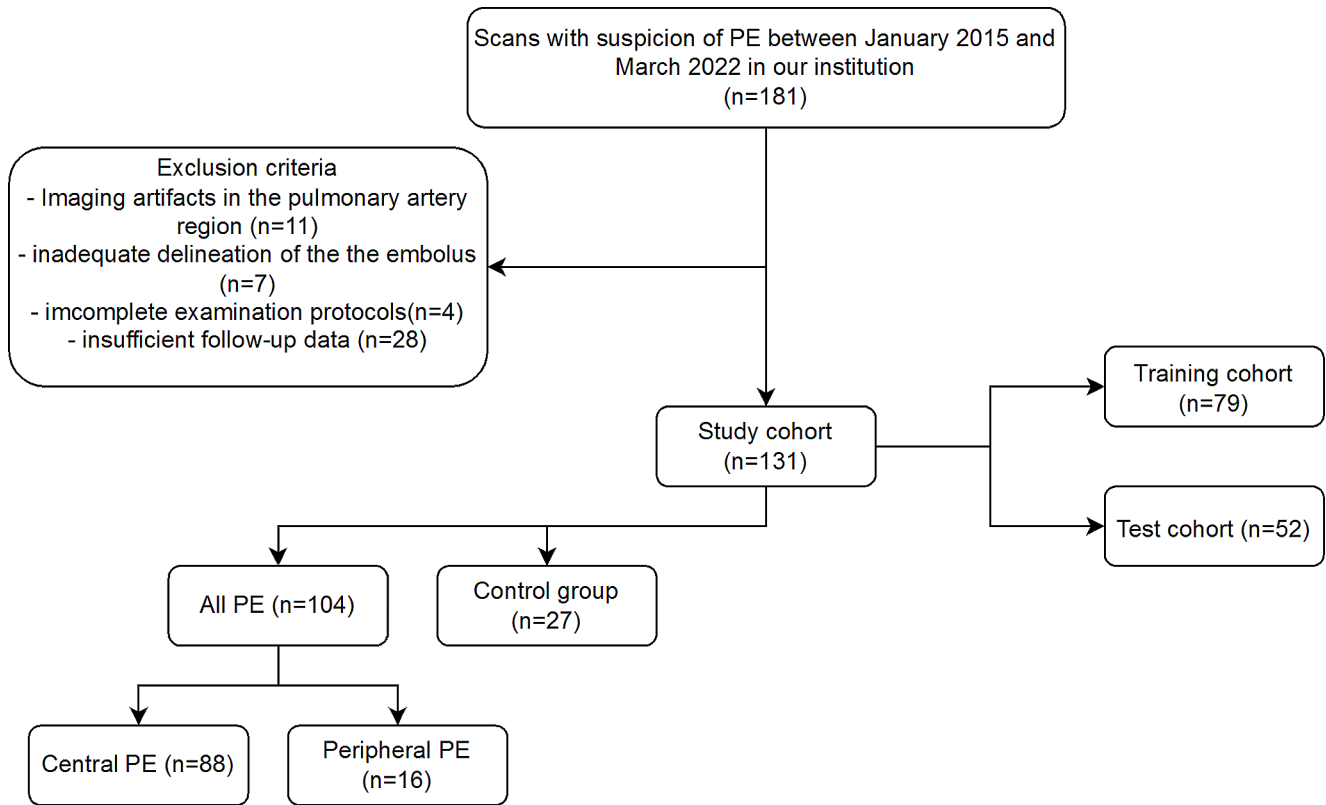 Scans with suspicion of PE between January 2015 and
March 2022 in our institution
(n=181)
Exclusion criteria
- Imaging artifacts in the pulmonary artery
region (n=11)
- inadequate delineation of the the embolus
(n=7)
- imcomplete examination protocols(n=4)
- insufficient follow-up data (n=28)
Training cohort
(n=79)
Study cohort
(n=131)
Test cohort (n=52)
All PE (n=104)
Control group
(n=27)
Central PE (n=88)
Peripheral PE
(n=16)